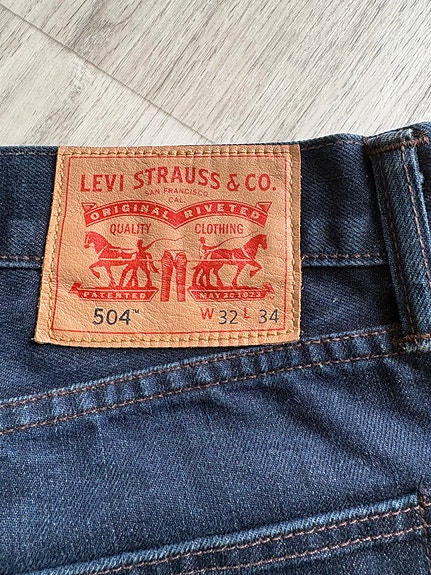 LEVI STRAUSS & CO.
SAN FRANCISCO
CAL
ORIGINAL RIVETED
QUALITY CLOTHING
PATENTED MAY 20 1873
504™ W 32 L 34